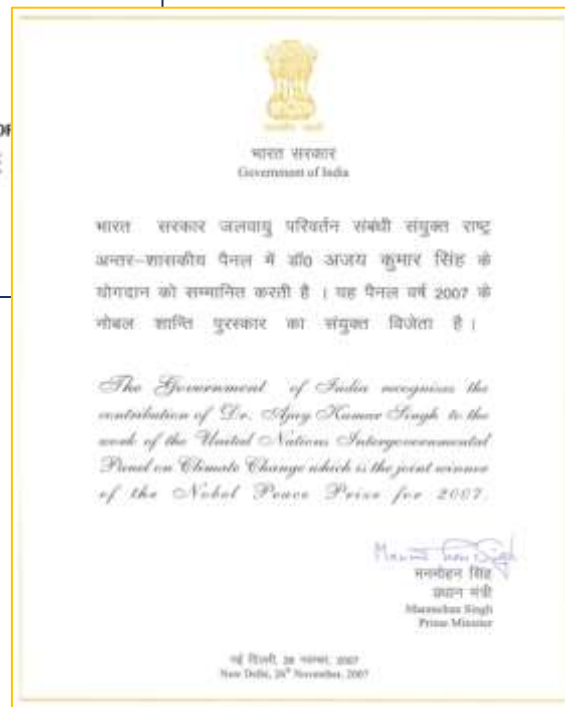 भारत सरकार
Government of India
भारत सरकार जलवायु परिवर्तन संबंधी संयुक्त राष्ट्र
अन्तर-शासकीय पैनल में डॉ0 अजय कुमार सिंह के
योगदान को सम्मानित करती है । यह पैनल वर्ष 2007 के
नोबल शान्ति पुरस्कार का संयुक्त विजेता है ।
The Government of India recognises the
contribution of Dr. Ajay Kumar Singh to the
work of the United Nations Intergovernmental
Panel on Climate Change which is the joint winner
of the Nobel Peace Prize for 2007.
मनमोहन सिंह
प्रधान मंत्री
Manmohan Singh
Prime Minister
नई दिल्ली, 26 नवम्बर, 2007
New Delhi, 26th November, 2007